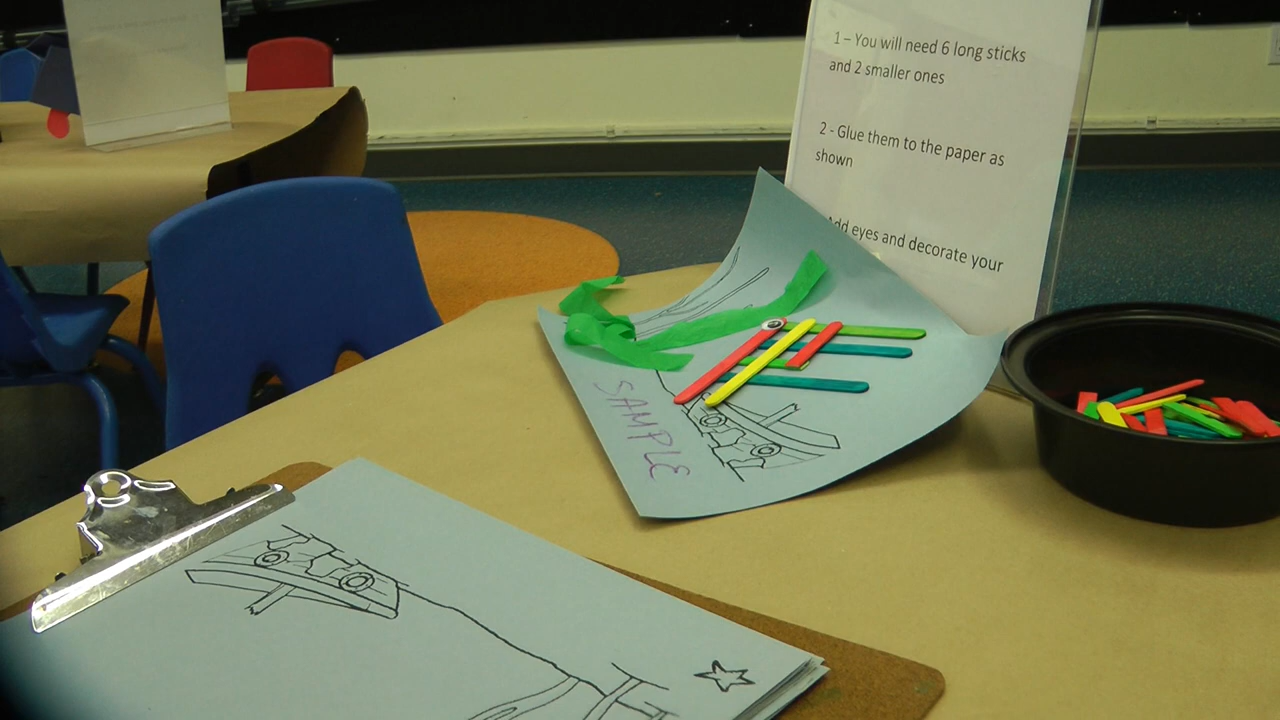 1 – You will need 6 long sticks
and 2 smaller ones
2 - Glue them to the paper as
shown
Add eyes and decorate your
SAMPLE